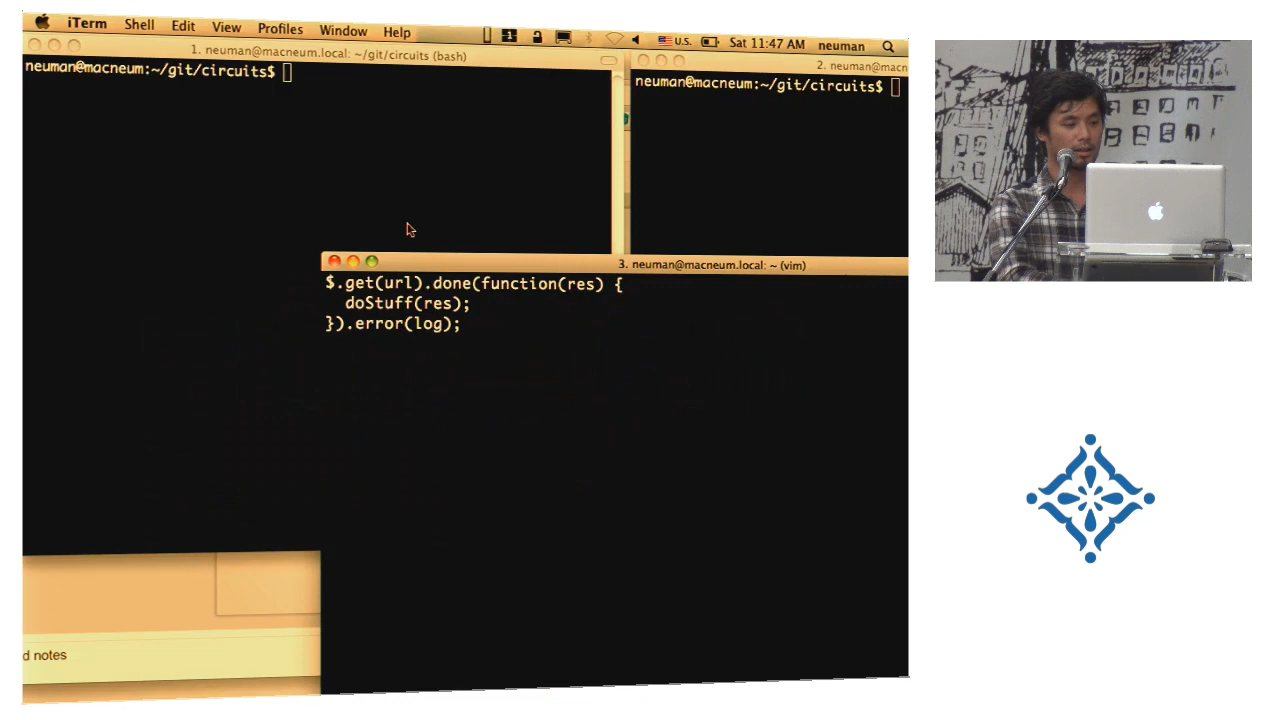 iTerm Shell Edit View Profiles Window Help U.S. Sat 11:47 AM neuman
1. neuman@macneum.local: ~/git/circuits (bash)
neuman@macneum:~/git/circuits$
2. neuman@macn
neuman@macneum:~/git/circuits$
3. neuman@macneum.local: ~ (vim)
$.get(url).done(function(res) {
doStuff(res);
}).error(log);
d notes